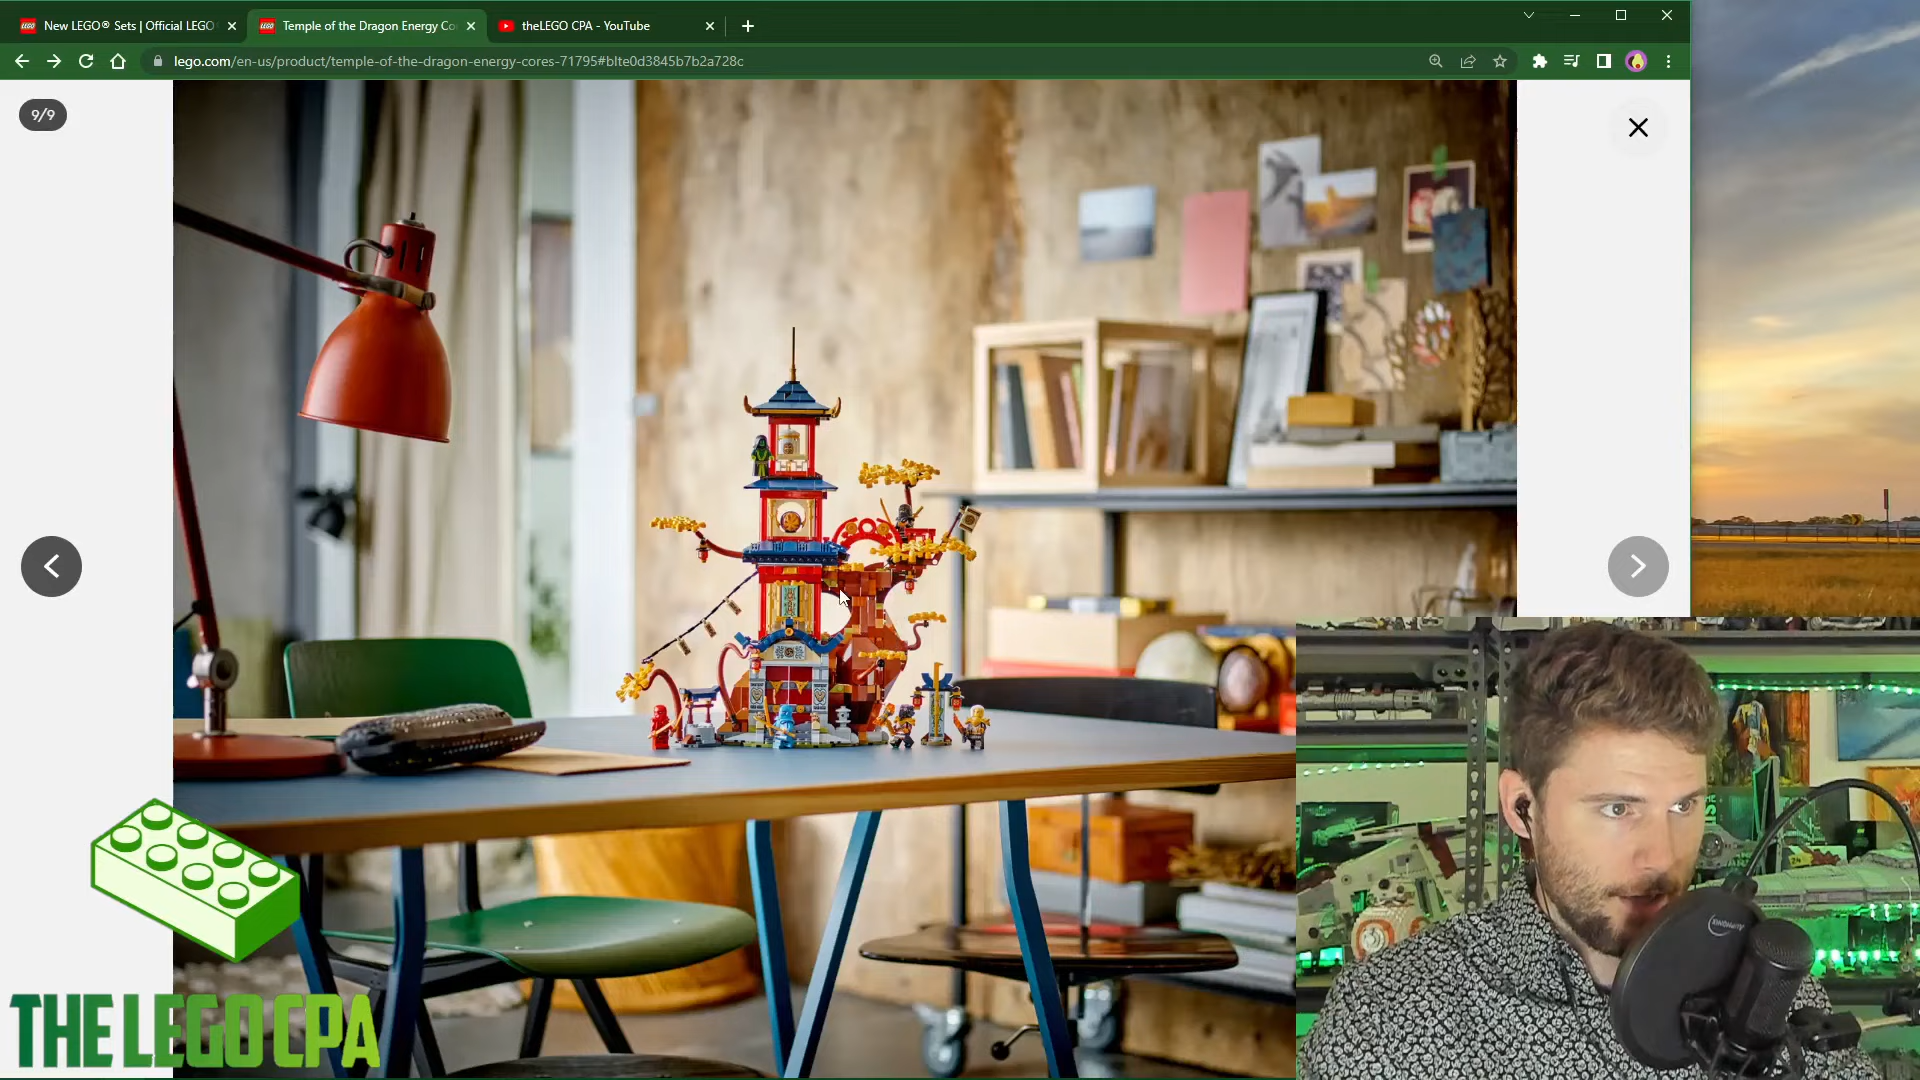 New LEGO® Sets | Official LEGO
Temple of the Dragon Energy Co
theLEGO CPA - YouTube
lego.com/en-us/product/temple-of-the-dragon-energy-cores-71795#blte0d3845b7b2a728c
9/9
THE LEGO CPA